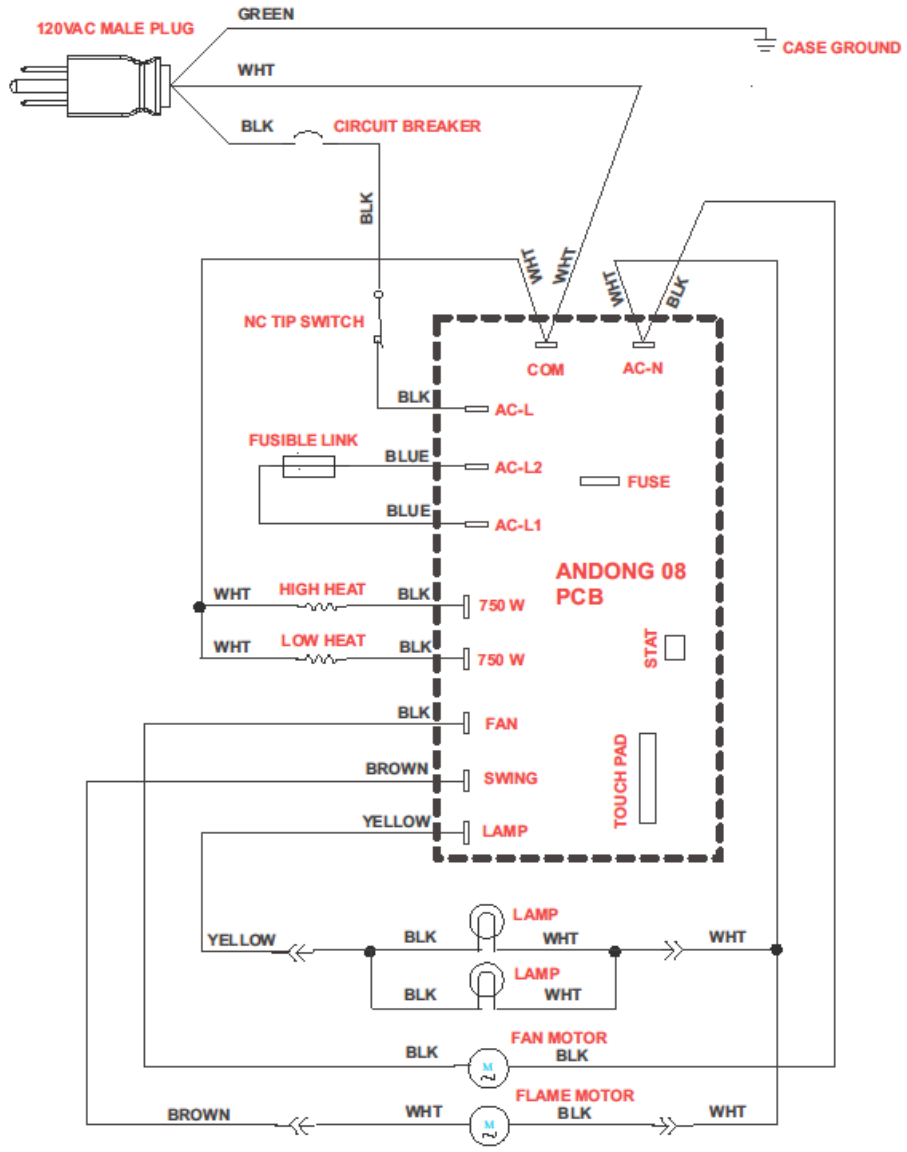 GREEN
120VAC MALE PLUG
CASE GROUND
WHT
BLK
CIRCUIT BREAKER
BLK
WHT
WHT
WHT
BLK
NC TIP SWITCH
COM
AC-N
BLK
AC-L
FUSIBLE LINK
BLUE
AC-L2
FUSE
BLUE
AC-L1
ANDONG 08
PCB
WHT
HIGH HEAT
BLK
750 W
WHT
LOW HEAT
BLK
750 W
STAT
BLK
FAN
TOUCH PAD
BROWN
SWING
YELLOW
LAMP
LAMP
YELLOW
BLK
WHT
WHT
LAMP
BLK
WHT
FAN MOTOR
BLK
M
BLK
FLAME MOTOR
BROWN
WHT
M
BLK
WHT